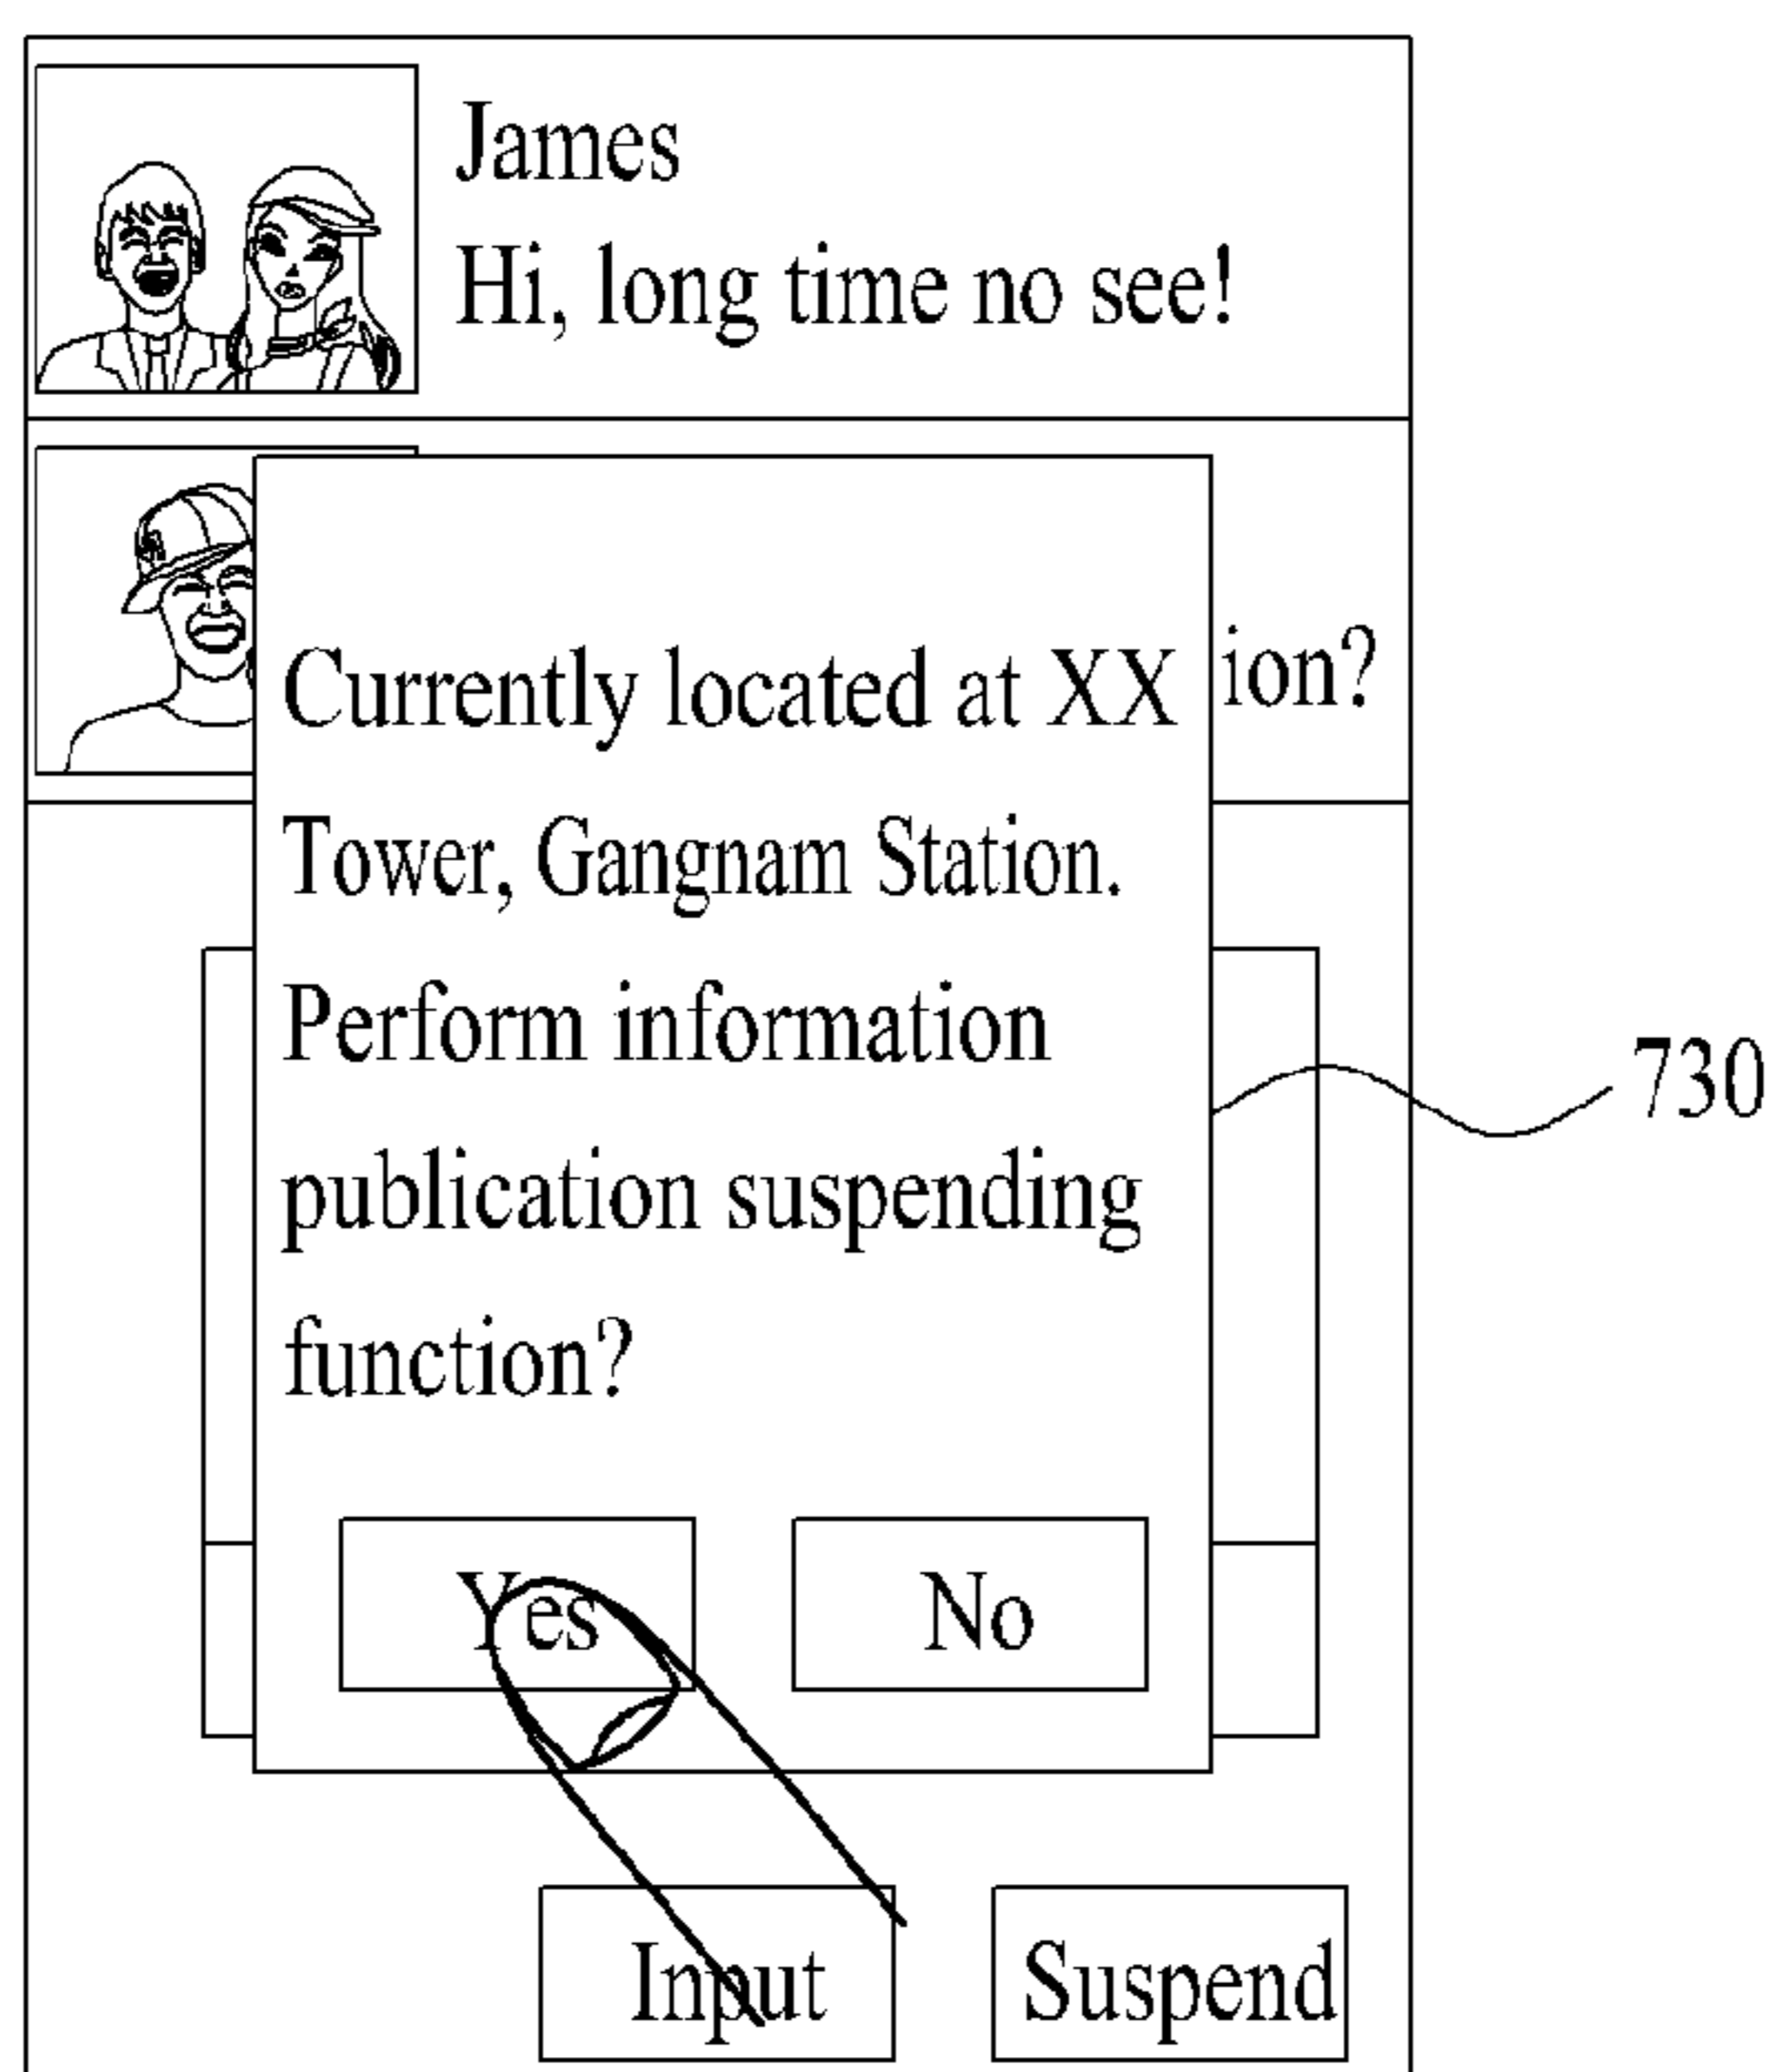 James
Hi, long time no see!
ion?
Currently located at XX
Tower, Gangnam Station.
Perform information
publication suspending
function?
730
Yes No
Input Suspend